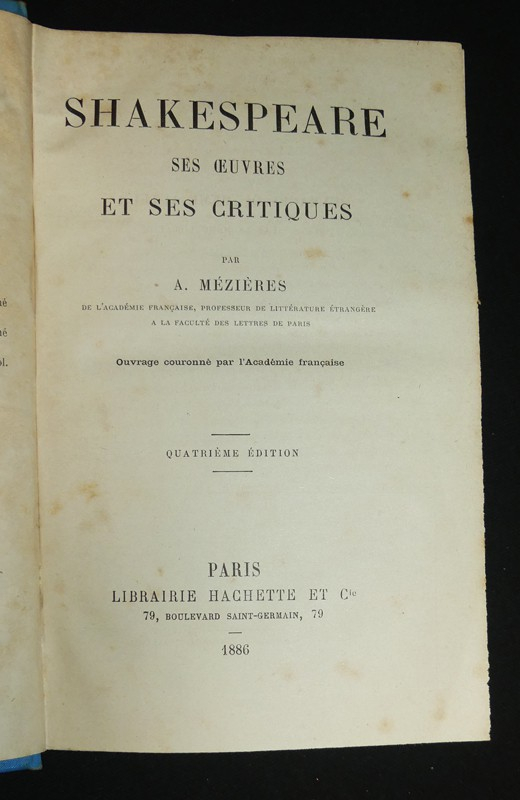 SHAKESPEARE
SES ŒUVRES
ET SES CRITIQUES
PAR
A. MÉZIÈRES
DE L'ACADÉMIE FRANÇAISE, PROFESSEUR DE LITTÉRATURE ÉTRANGÈRE
A LA FACULTÉ DES LETTRES DE PARIS
Ouvrage couronné par l'Académie française
QUATRIÈME ÉDITION
PARIS
LIBRAIRIE HACHETTE ET Cie
79, BOULEVARD SAINT-GERMAIN, 79
1886